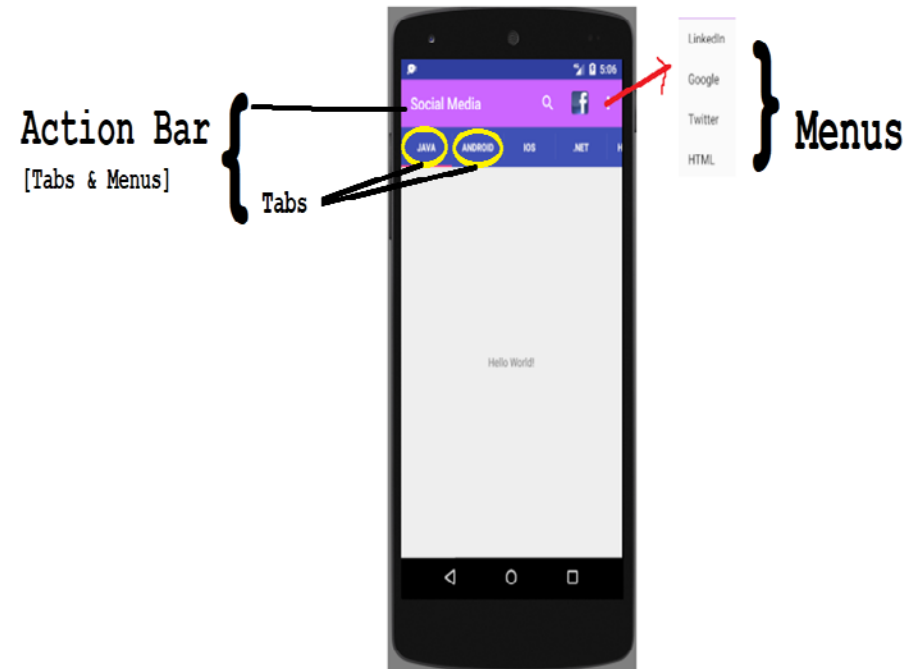 5:06
Social Media
f
JAVA ANDROID IOS .NET H
Hello World!
Action Bar
[Tabs & Menus]
Tabs
LinkedIn
Google
Twitter
HTML
Menus